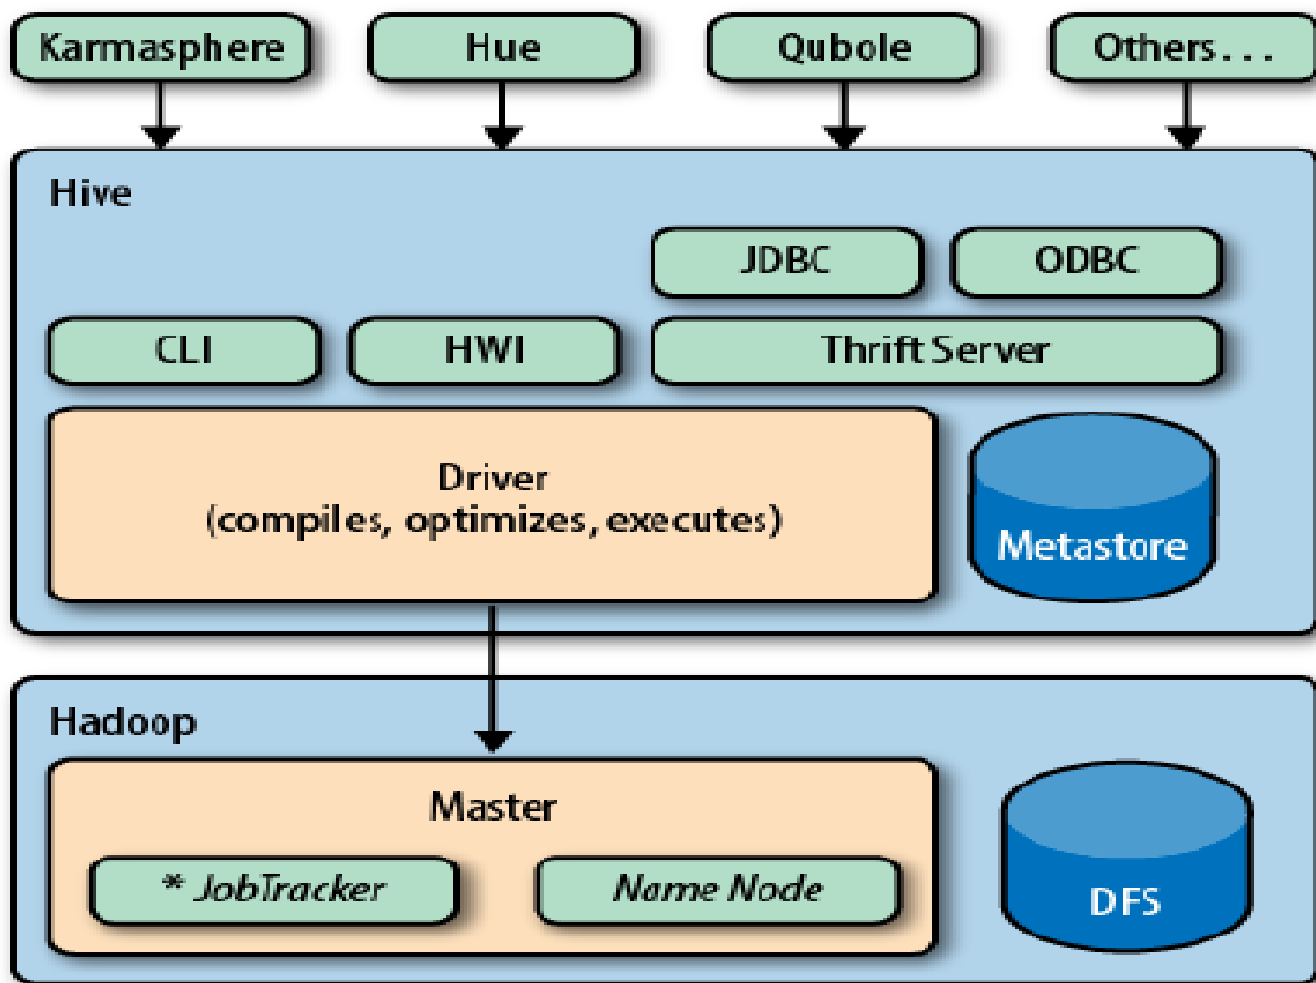 Karmasphere
Hue
Qubole
Others...
Hive
JDBC
ODBC
CLI
HWI
Thrift Server
Driver
(compiles, optimizes, executes)
Metastore
Hadoop
Master
* JobTracker
Name Node
DFS